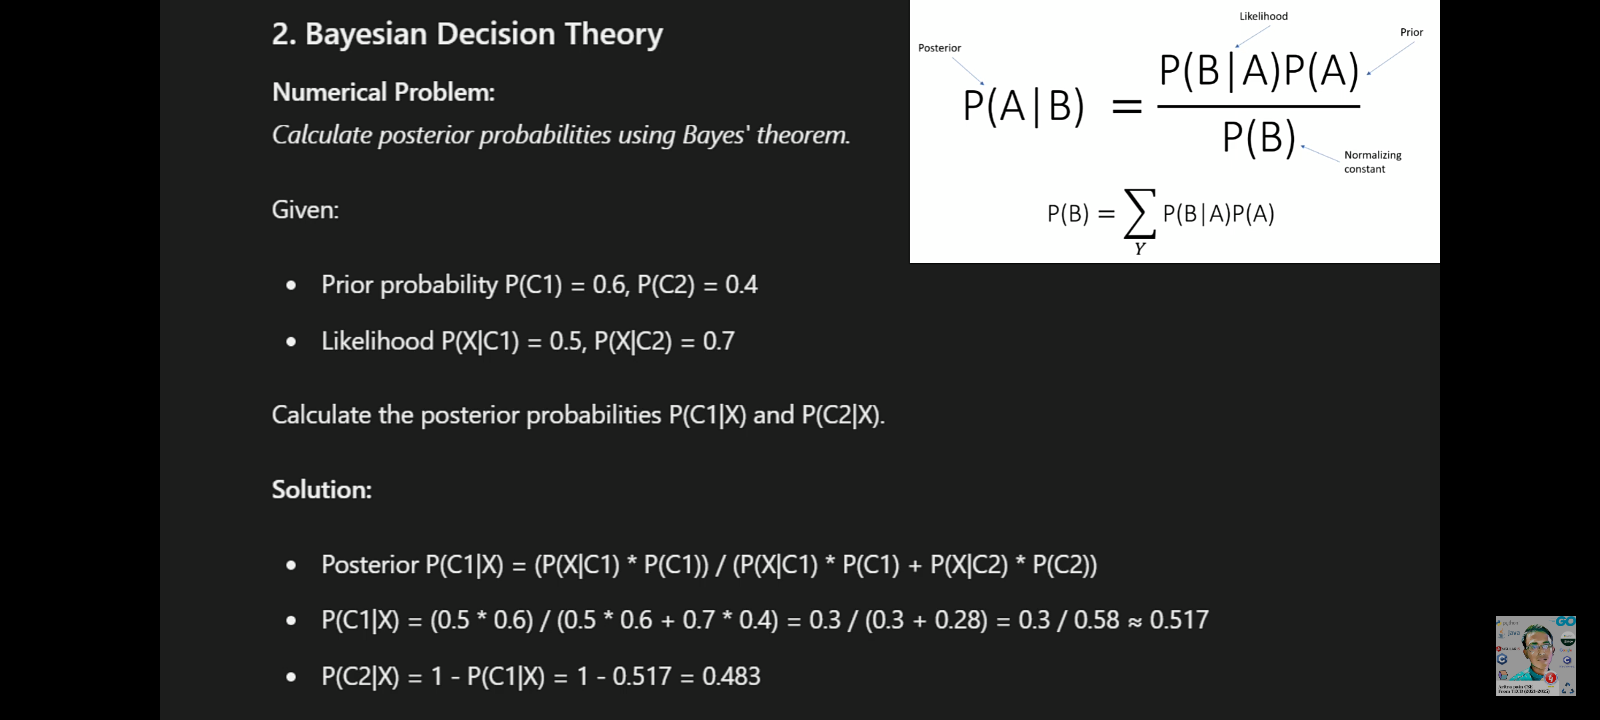 2. Bayesian Decision Theory
Numerical Problem:
Calculate posterior probabilities using Bayes' theorem.
Given:
• Prior probability P(C1) = 0.6, P(C2) = 0.4
• Likelihood P(X|C1) = 0.5, P(X|C2) = 0.7
Calculate the posterior probabilities P(C1|X) and P(C2|X).
Solution:
• Posterior P(C1|X) = (P(X|C1) * P(C1)) / (P(X|C1) * P(C1) + P(X|C2) * P(C2))
• P(C1|X) = (0.5 * 0.6) / (0.5 * 0.6 + 0.7 * 0.4) = 0.3 / (0.3 + 0.28) = 0.3 / 0.58 ≈ 0.517
• P(C2|X) = 1 - P(C1|X) = 1 - 0.517 = 0.483
Likelihood
Prior
Posterior
P(B|A)P(A)
P(A|B) =
P(B)
Normalizing
constant
P(B) = ∑ P(B|A)P(A)
Y
python
GO
Java